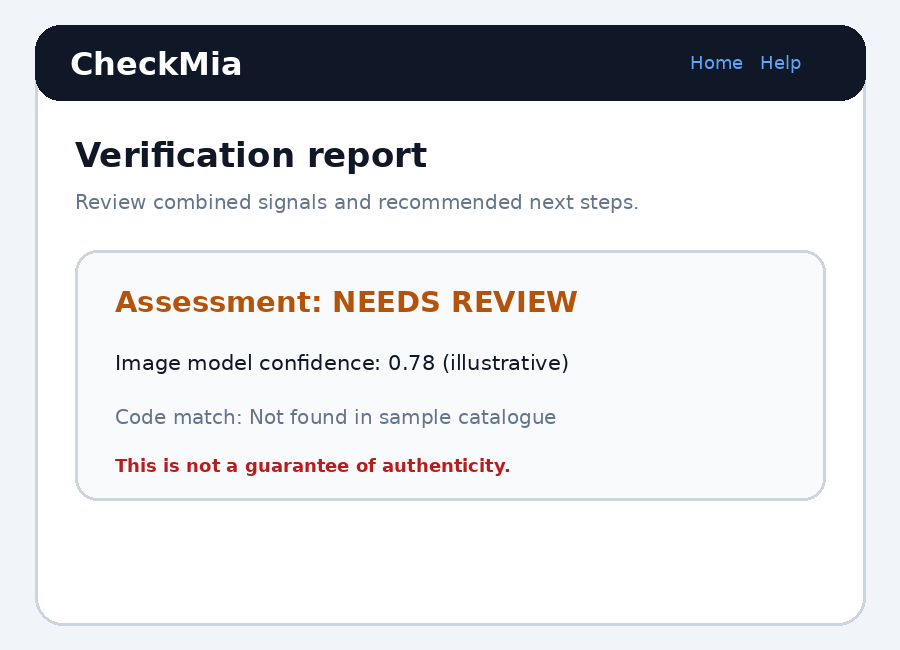 CheckMia
Home Help
Verification report
Review combined signals and recommended next steps.
Assessment: NEEDS REVIEW
Image model confidence: 0.78 (illustrative)
Code match: Not found in sample catalogue
This is not a guarantee of authenticity.